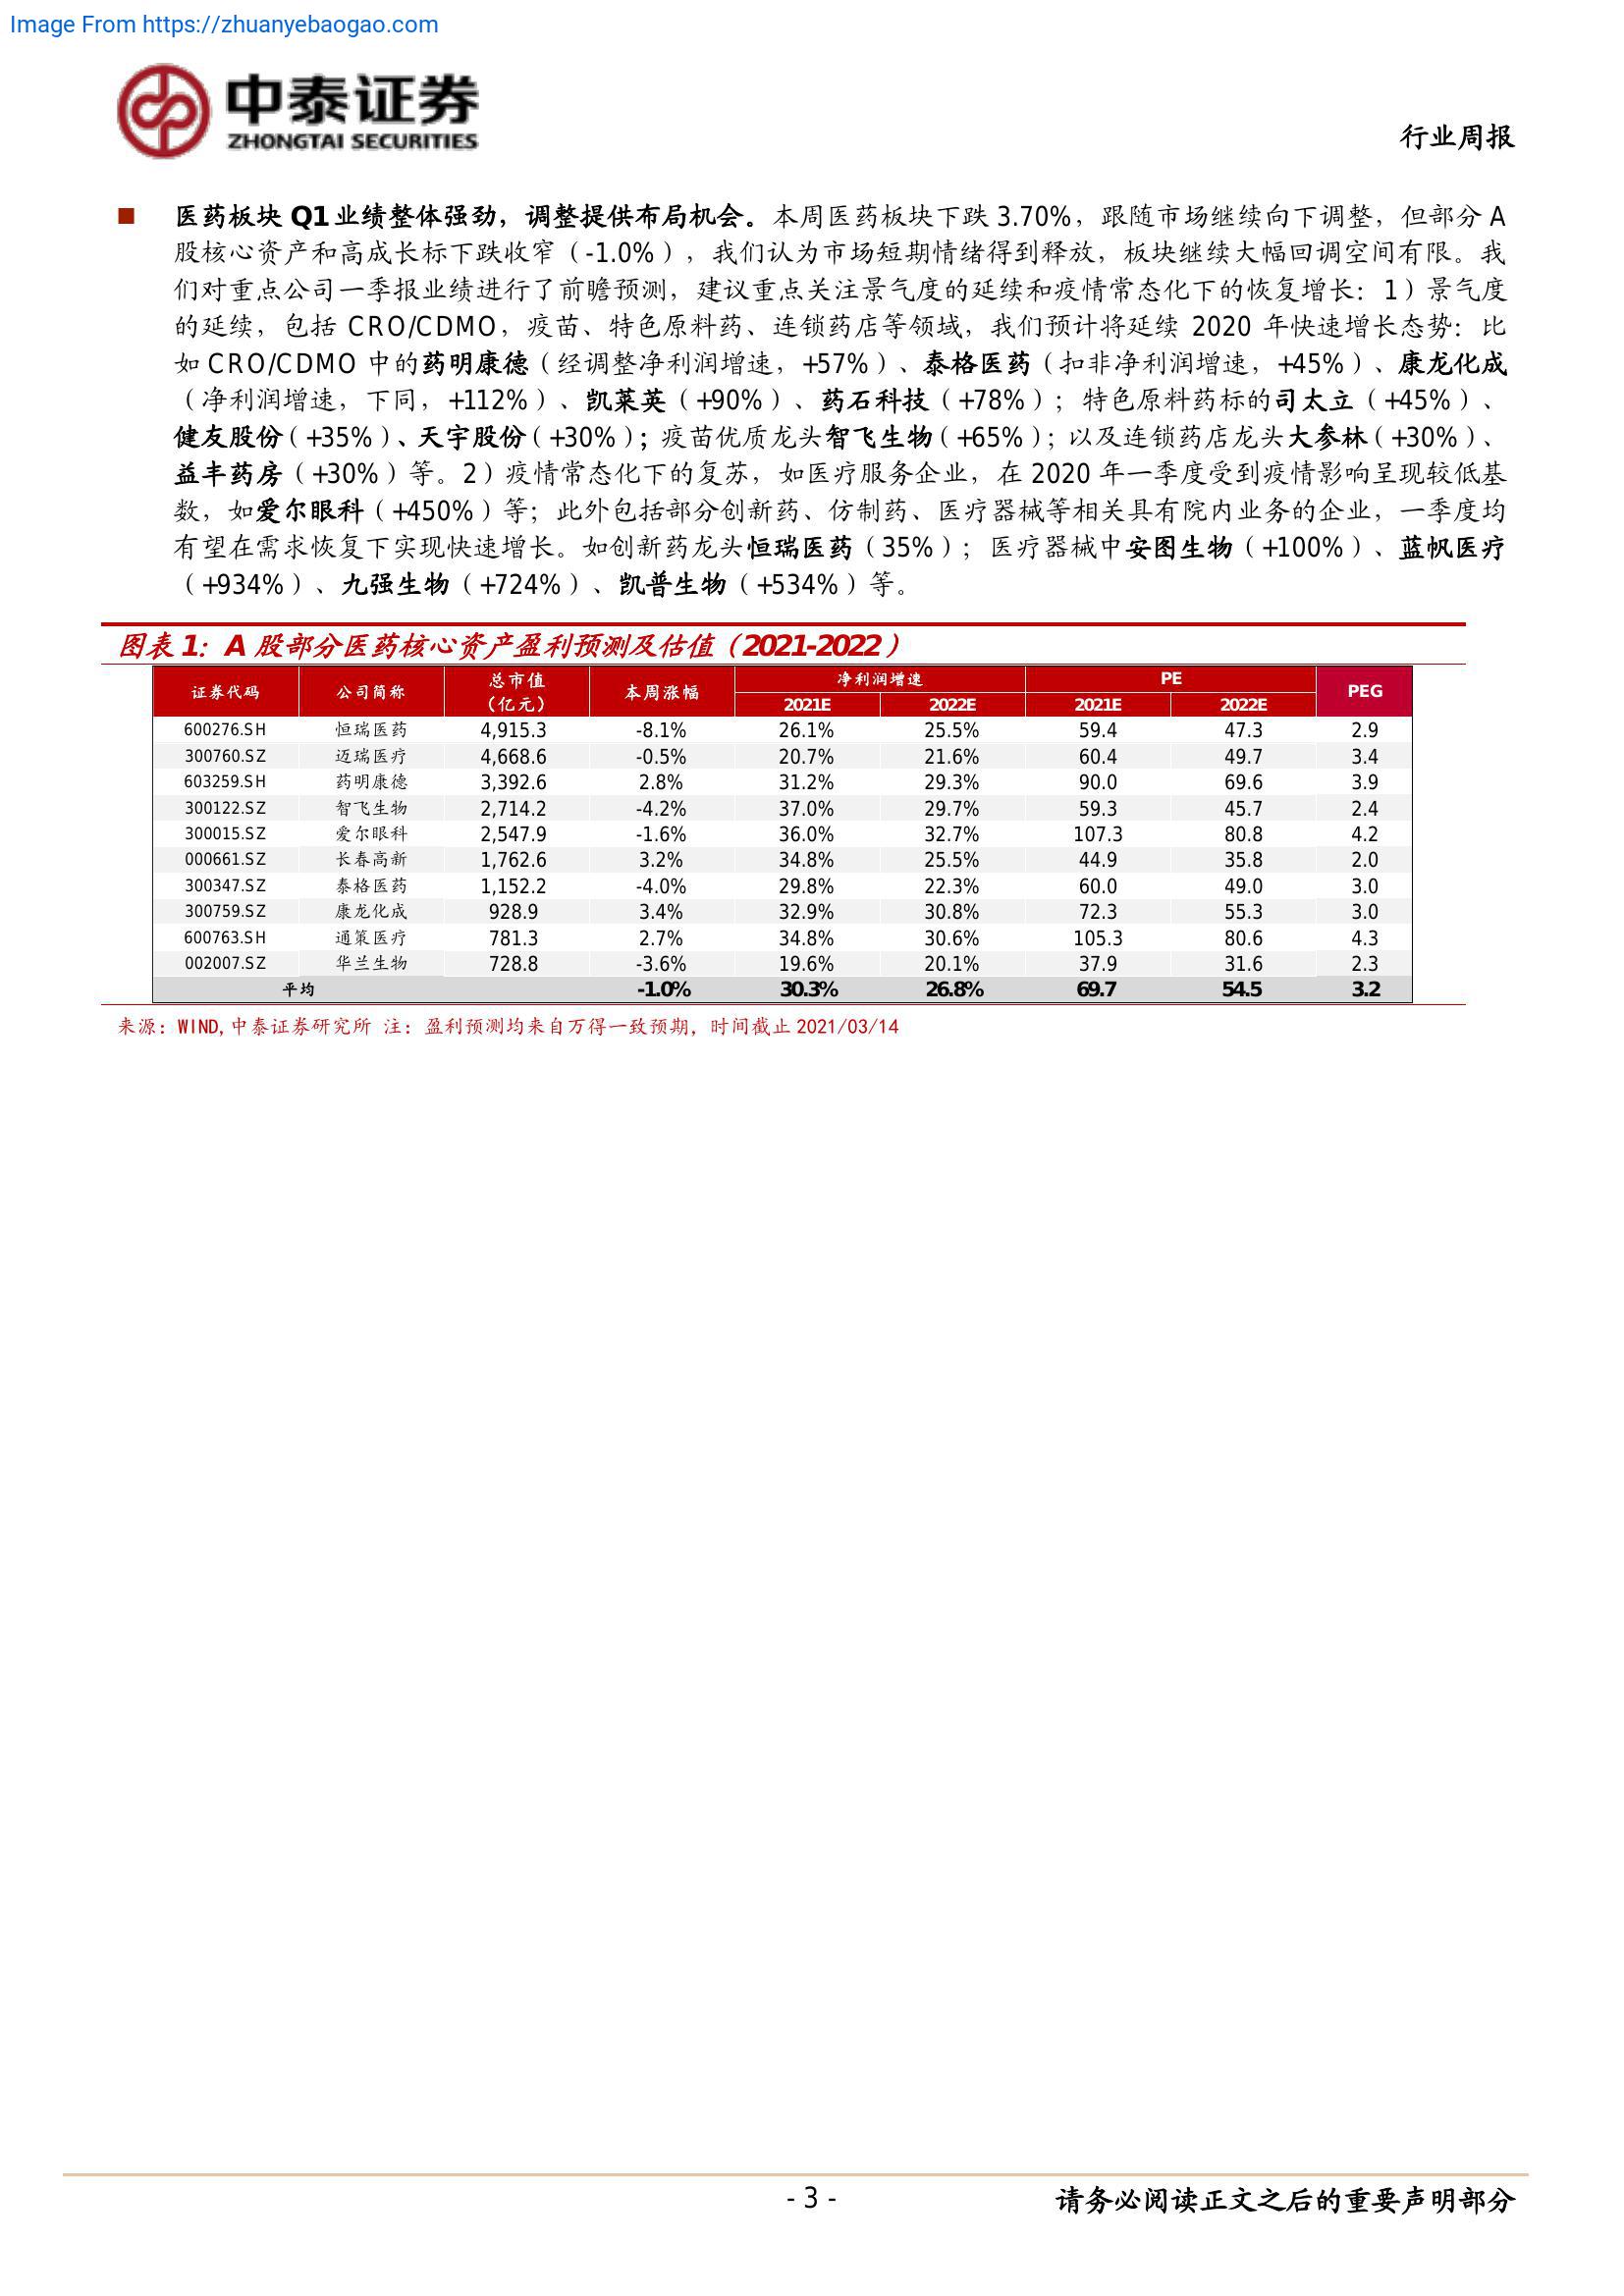 Image From https://zhuanyebaogao.com
中泰证券
ZHONGTAI SECURITIES
行业周报
■ 医药板块 Q1 业绩整体强劲，调整提供布局机会。本周医药板块下跌 3.70%，跟随市场继续向下调整，但部分 A
股核心资产和高成长标下跌收窄（-1.0%），我们认为市场短期情绪得到释放，板块继续大幅回调空间有限。我
们对重点公司一季报业绩进行了前瞻预测，建议重点关注景气度的延续和疫情常态化下的恢复增长：1）景气度
的延续，包括 CRO/CDMO，疫苗、特色原料药、连锁药店等领域，我们预计将延续 2020 年快速增长态势：比
如 CRO/CDMO 中的药明康德（经调整净利润增速，+57%）、泰格医药（扣非净利润增速，+45%）、康龙化成
（净利润增速，下同，+112%）、凯莱英（+90%）、药石科技（+78%）；特色原料药标的司太立（+45%）、
健友股份（+35%）、天宇股份（+30%）；疫苗优质龙头智飞生物（+65%）；以及连锁药店龙头大参林（+30%）、
益丰药房（+30%）等。2）疫情常态化下的复苏，如医疗服务企业，在 2020 年一季度受到疫情影响呈现较低基
数，如爱尔眼科（+450%）等；此外包括部分创新药、仿制药、医疗器械等相关具有院内业务的企业，一季度均
有望在需求恢复下实现快速增长。如创新药龙头恒瑞医药（35%）；医疗器械中安图生物（+100%）、蓝帆医疗
（+934%）、九强生物（+724%）、凯普生物（+534%）等。
图表 1：A 股部分医药核心资产盈利预测及估值（2021-2022）
证券代码 公司简称 总市值（亿元） 本周涨幅 净利润增速 PE PEG
2021E 2022E 2021E 2022E
600276.SH 恒瑞医药 4,915.3 -8.1% 26.1% 25.5% 59.4 47.3 2.9
300760.SZ 迈瑞医疗 4,668.6 -0.5% 20.7% 21.6% 60.4 49.7 3.4
603259.SH 药明康德 3,392.6 2.8% 31.2% 29.3% 90.0 69.6 3.9
300122.SZ 智飞生物 2,714.2 -4.2% 37.0% 29.7% 59.3 45.7 2.4
300015.SZ 爱尔眼科 2,547.9 -1.6% 36.0% 32.7% 107.3 80.8 4.2
000661.SZ 长春高新 1,762.6 3.2% 34.8% 25.5% 44.9 35.8 2.0
300347.SZ 泰格医药 1,152.2 -4.0% 29.8% 22.3% 60.0 49.0 3.0
300759.SZ 康龙化成 928.9 3.4% 32.9% 30.8% 72.3 55.3 3.0
600763.SH 通策医疗 781.3 2.7% 34.8% 30.6% 105.3 80.6 4.3
002007.SZ 华兰生物 728.8 -3.6% 19.6% 20.1% 37.9 31.6 2.3
平均 -1.0% 30.3% 26.8% 69.7 54.5 3.2
来源：WIND,中泰证券研究所 注：盈利预测均来自万得一致预期，时间截止 2021/03/14
- 3 -
请务必阅读正文之后的重要声明部分